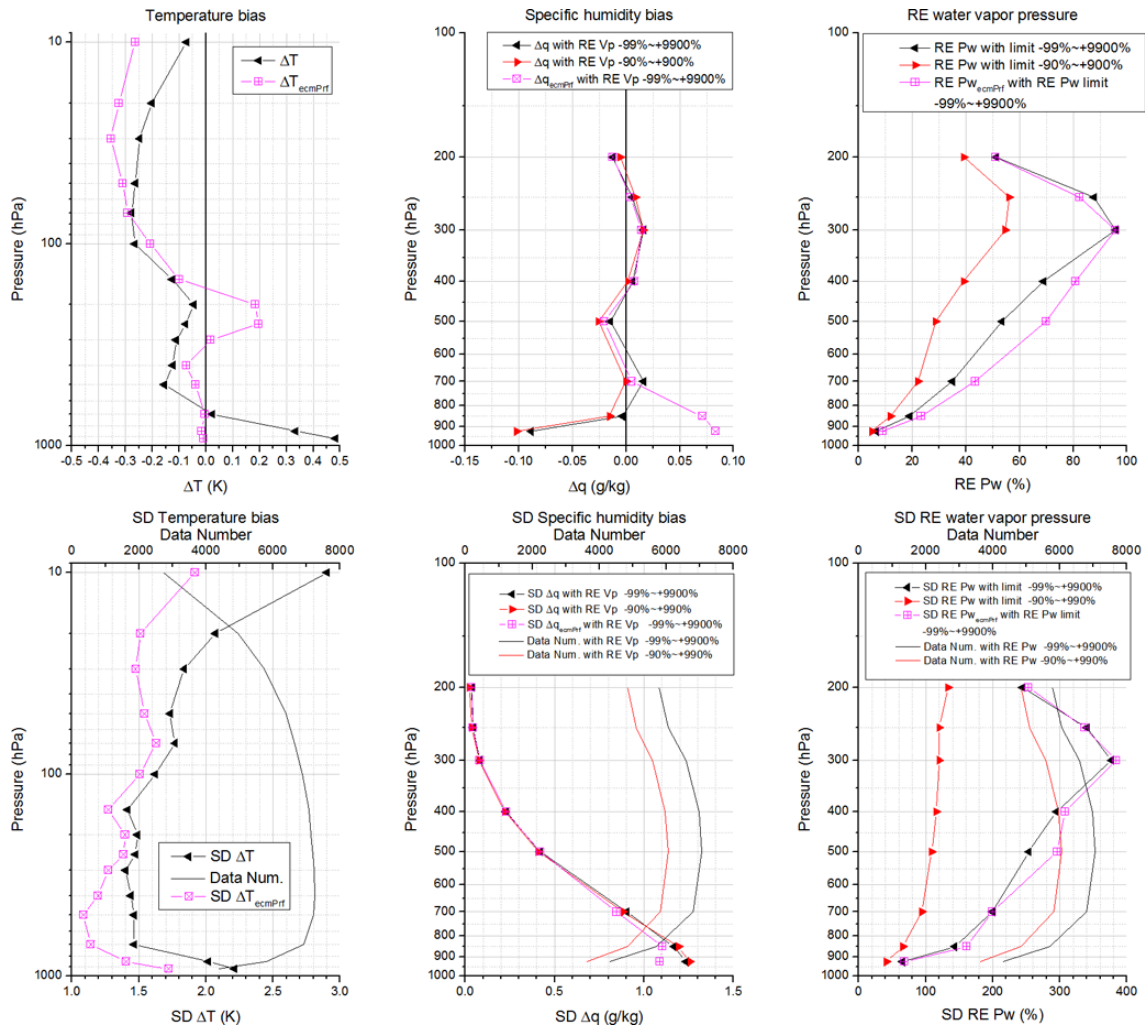 Temperature bias
10
100
1000
Pressure (hPa)
ΔT
ΔT_ecmPrf
-0.5 -0.4 -0.3 -0.2 -0.1 0.0 0.1 0.2 0.3 0.4 0.5
ΔT (K)
Specific humidity bias
100
200
300
400
500
600
700
800
900
1000
Pressure (hPa)
Δq with RE Vp -99%~+9900%
Δq with RE Vp -90%~+900%
Δq_ecmPrf with RE Vp -99%~+9900%
-0.15 -0.10 -0.05 0.00 0.05 0.10
Δq (g/kg)
RE water vapor pressure
100
200
300
400
500
600
700
800
900
1000
Pressure (hPa)
RE Pw with limit -99%~+9900%
RE Pw with limit -90%~+900%
RE Pw_ecmPrf with RE Pw limit
-99%~+9900%
0 20 40 60 80 100
RE Pw (%)
SD Temperature bias
Data Number
0 2000 4000 6000 8000
10
100
1000
Pressure (hPa)
SD ΔT
Data Num.
SD ΔT_ecmPrf
1.0 1.5 2.0 2.5 3.0
SD ΔT (K)
SD Specific humidity bias
Data Number
0 2000 4000 6000 8000
100
200
300
400
500
600
700
800
900
1000
Pressure (hPa)
SD Δq with RE Vp -99%~+9900%
SD Δq with RE Vp -90%~+990%
SD Δq_ecmPrf with RE Vp -99%~+9900%
Data Num. with RE Vp -99%~+9900%
Data Num. with RE Vp -90%~+990%
0.0 0.5 1.0 1.5
SD Δq (g/kg)
SD RE water vapor pressure
Data Number
0 2000 4000 6000 8000
100
200
300
400
500
600
700
800
900
1000
Pressure (hPa)
SD RE Pw with limit -99%~+9900%
SD RE Pw with limit -90%~+990%
SD RE Pw_ecmPrf with RE Pw limit
-99%~+9900%
Data Num. with RE Pw -99%~+9900%
Data Num. with RE Pw -90%~+990%
0 100 200 300 400
SD RE Pw (%)